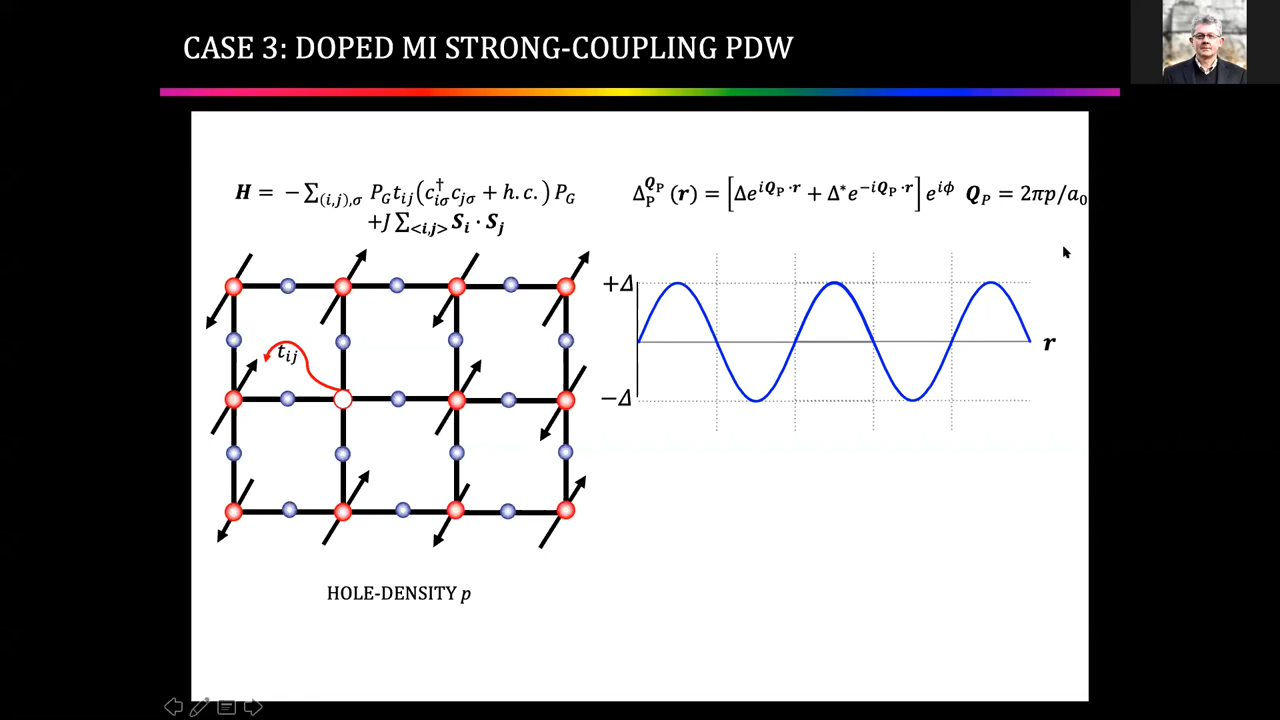 CASE 3: DOPED MI STRONG-COUPLING PDW
H = −∑(i,j),σ P_G t_ij (c†_iσ c_jσ + h.c.) P_G
+J ∑<i,j> S_i · S_j
Δ_P^{Q_P} (r) = [Δe^{iQ_P·r} + Δ*e^{−iQ_P·r}] e^{iϕ} Q_P = 2πp/a_0
+Δ
t_ij
r
−Δ
HOLE-DENSITY p